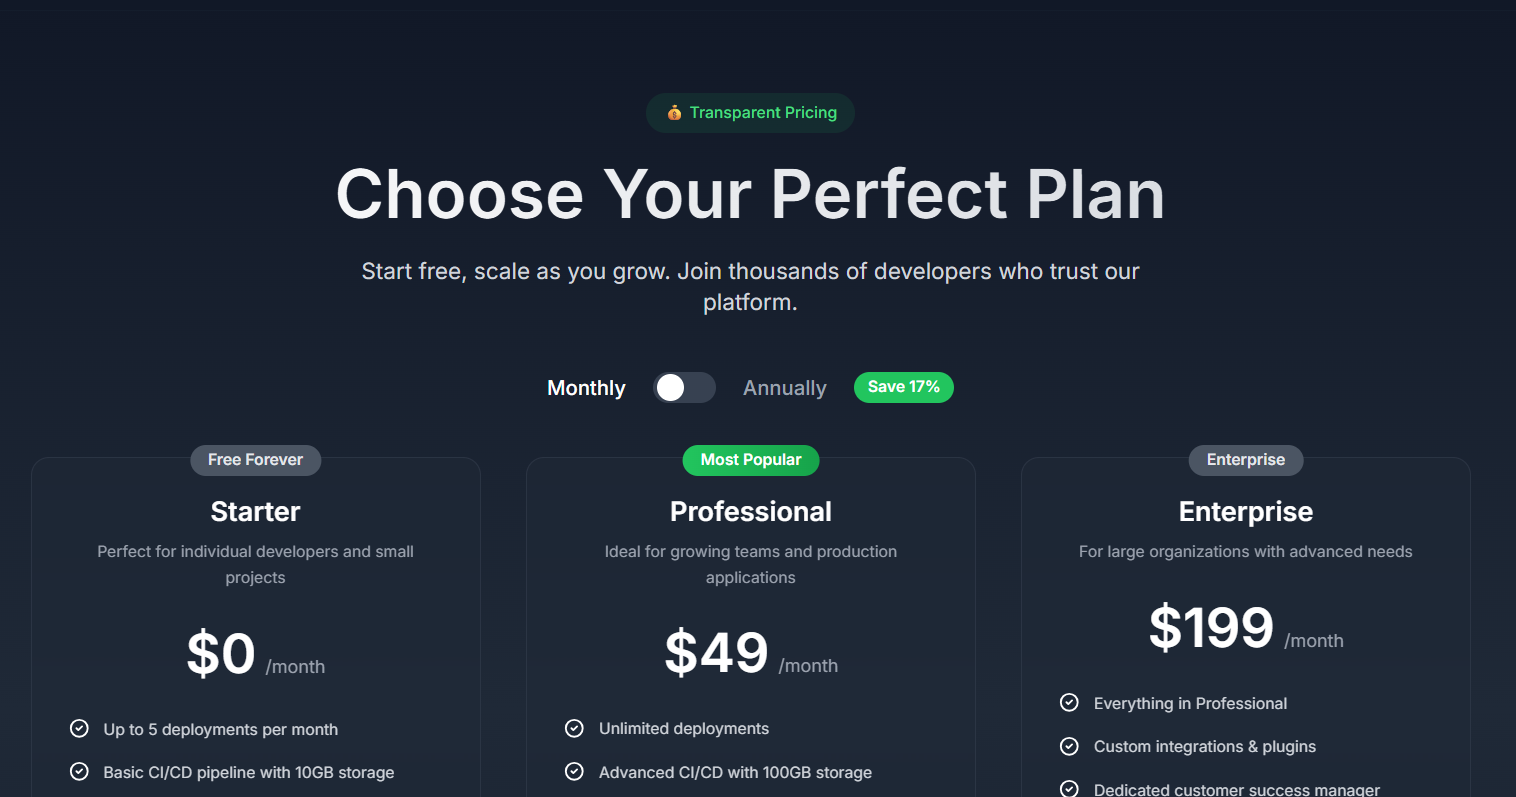 Transparent Pricing
Choose Your Perfect Plan
Start free, scale as you grow. Join thousands of developers who trust our
platform.
Monthly
Annually
Save 17%
Free Forever
Starter
Perfect for individual developers and small
projects
$0 /month
Up to 5 deployments per month
Basic CI/CD pipeline with 10GB storage
Most Popular
Professional
Ideal for growing teams and production
applications
$49 /month
Unlimited deployments
Advanced CI/CD with 100GB storage
Enterprise
Enterprise
For large organizations with advanced needs
$199 /month
Everything in Professional
Custom integrations & plugins
Dedicated customer success manager